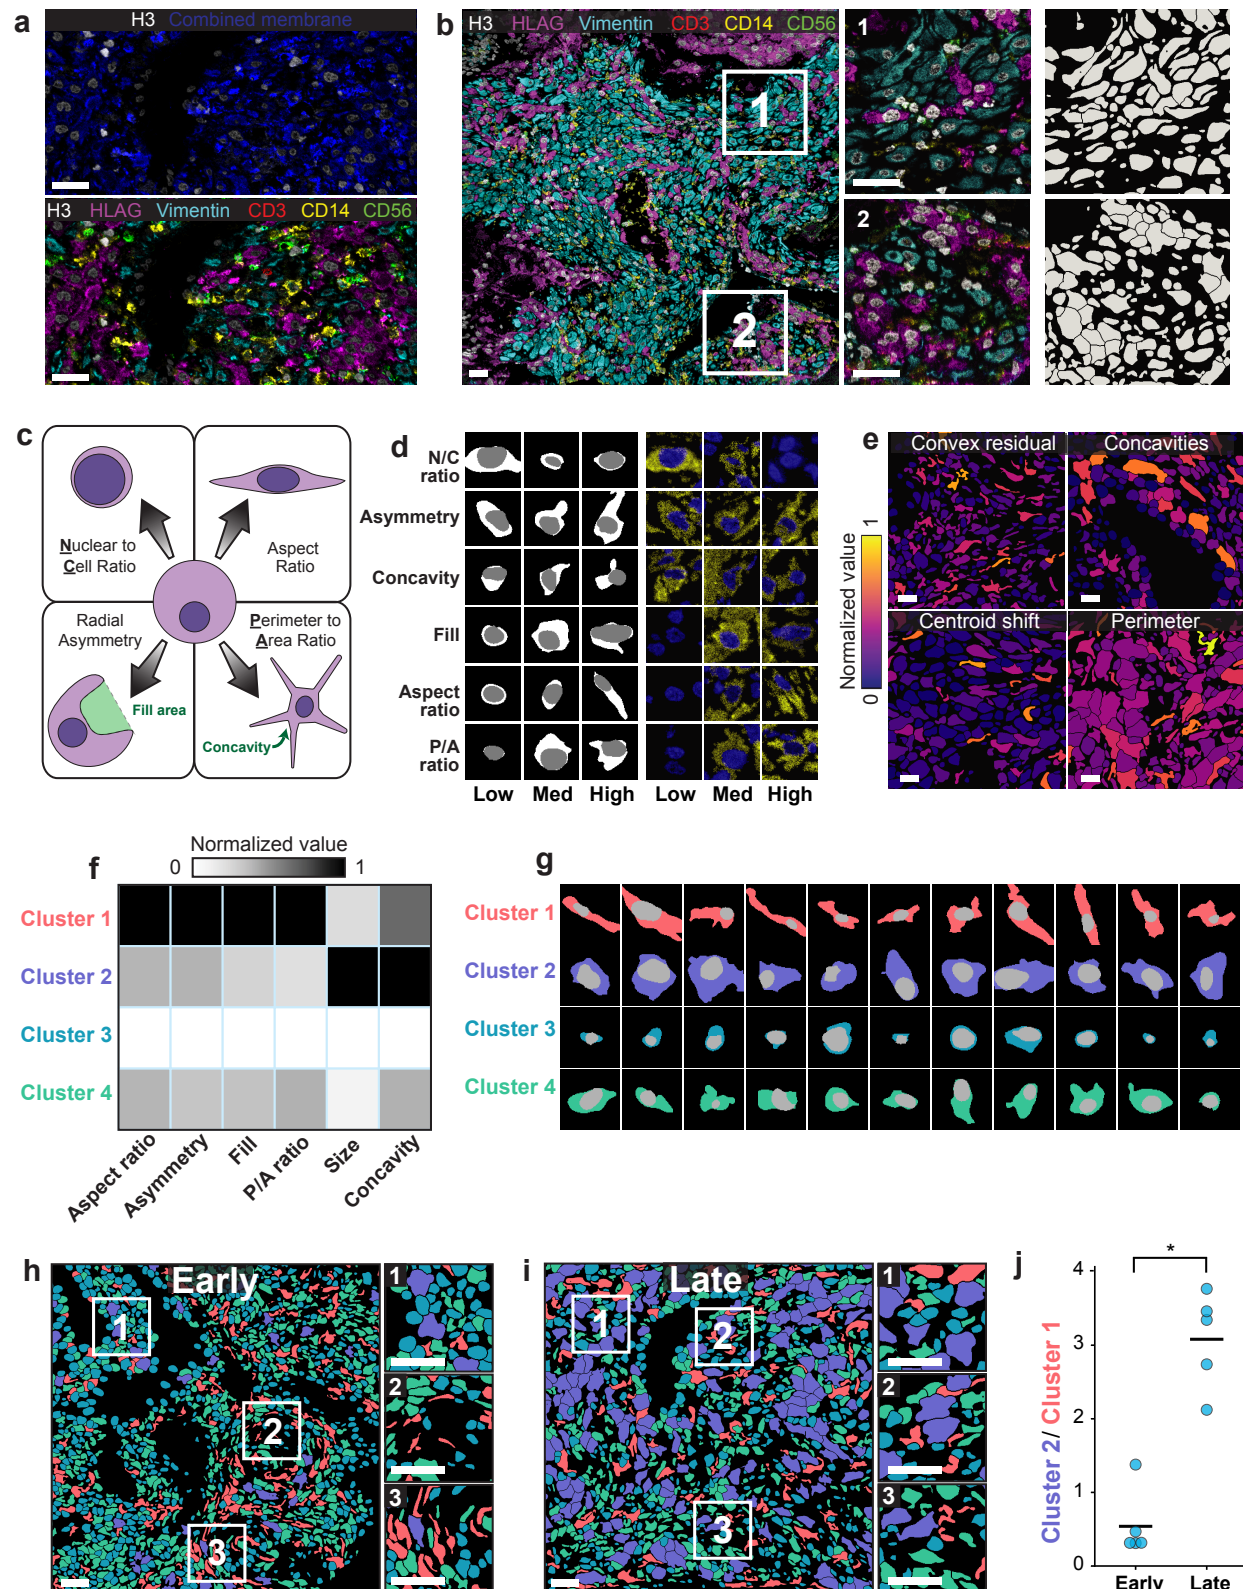 a
H3 Combined membrane
H3 HLAG Vimentin CD3 CD14 CD56
b
H3 HLAG Vimentin CD3 CD14 CD56
1
2
1
2
c
Nuclear to
Cell Ratio
Aspect
Ratio
Radial
Asymmetry
Fill area
Perimeter to
Area Ratio
Concavity
d
N/C
ratio
Asymmetry
Concavity
Fill
Aspect
ratio
P/A
ratio
Low Med High Low Med High
e
Convex residual
Concavities
Centroid shift
Perimeter
Normalized value
0
1
f
Normalized value
0
1
Cluster 1
Cluster 2
Cluster 3
Cluster 4
Aspect ratio
Asymmetry
Fill
P/A ratio
Size
Concavity
g
Cluster 1
Cluster 2
Cluster 3
Cluster 4
h
Early
1
2
3
1
2
3
i
Late
1
2
3
1
2
3
j
*
Cluster 2 / Cluster 1
4
3
2
1
0
Early Late